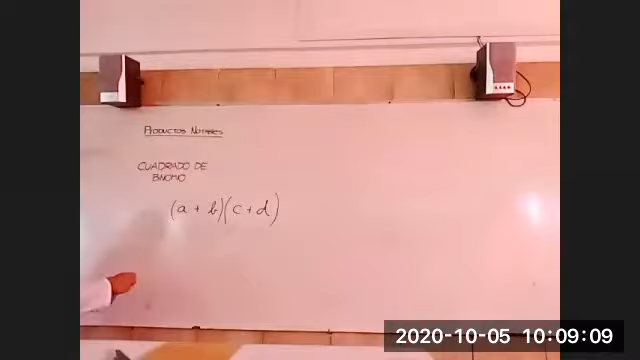 PRODUCTOS NOTABLES
CUADRADO DE
BINOMIO
(a + b)(c + d)
2020-10-05 10:09:09